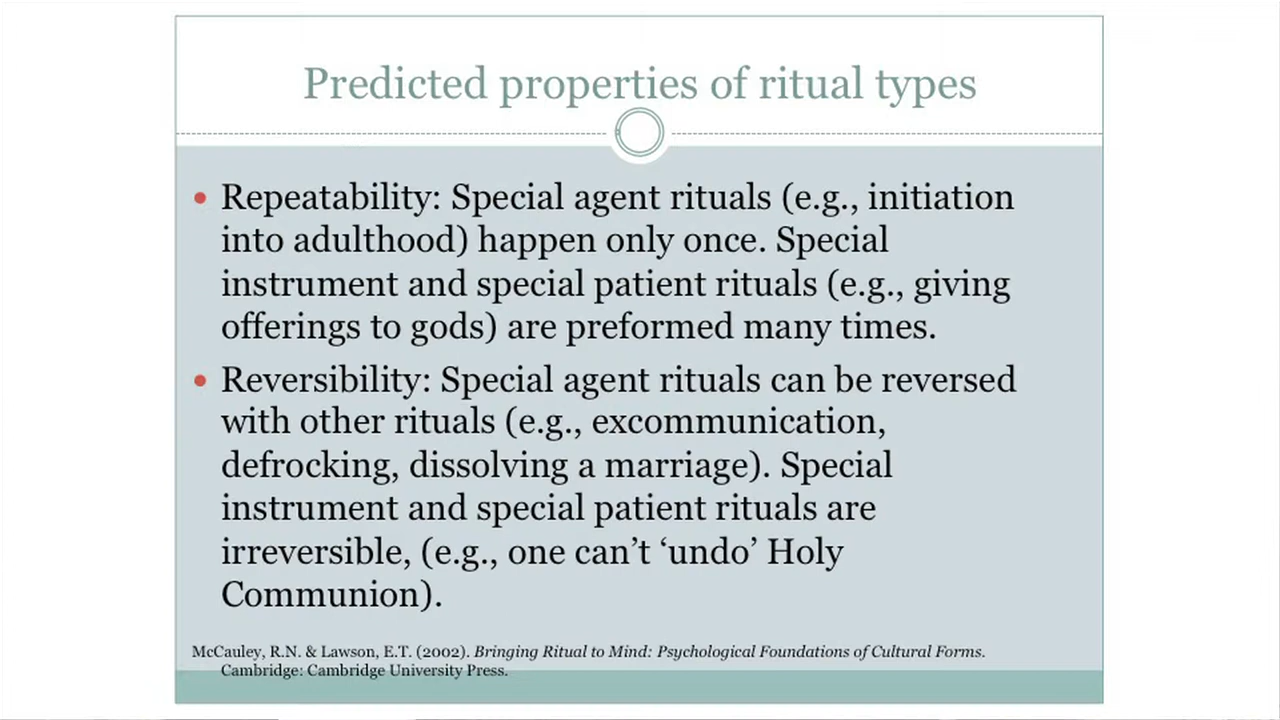 Predicted properties of ritual types
• Repeatability: Special agent rituals (e.g., initiation
into adulthood) happen only once. Special
instrument and special patient rituals (e.g., giving
offerings to gods) are preformed many times.
• Reversibility: Special agent rituals can be reversed
with other rituals (e.g., excommunication,
defrocking, dissolving a marriage). Special
instrument and special patient rituals are
irreversible, (e.g., one can’t ‘undo’ Holy
Communion).
McCauley, R.N. & Lawson, E.T. (2002). Bringing Ritual to Mind: Psychological Foundations of Cultural Forms.
Cambridge: Cambridge University Press.